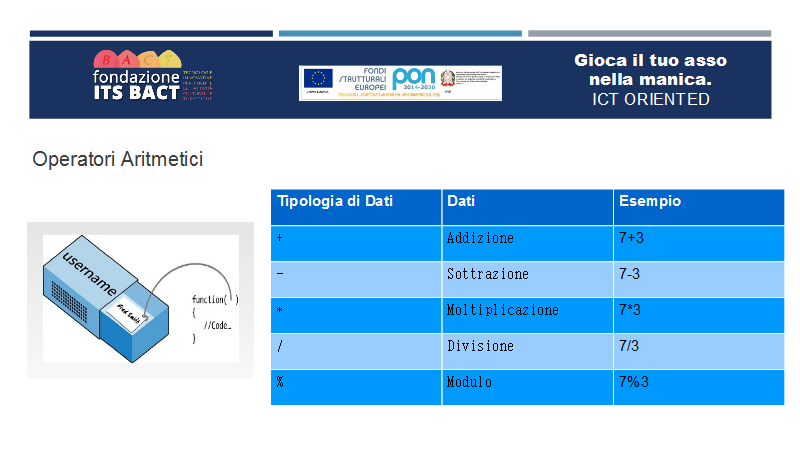 BACT
fondazione
ITS BACT
TECNOLOGIE
INNOVATIVE
FONDI
STRUTTURALI
EUROPEI
pon
2014-2020
Gioca il tuo asso
nella manica.
ICT ORIENTED
Operatori Aritmetici
username
Fred Smith
function( )
{
//Code…
}
Tipologia di Dati Dati Esempio
+ Addizione 7+3
- Sottrazione 7-3
* Moltiplicazione 7*3
/ Divisione 7/3
% Modulo 7%3